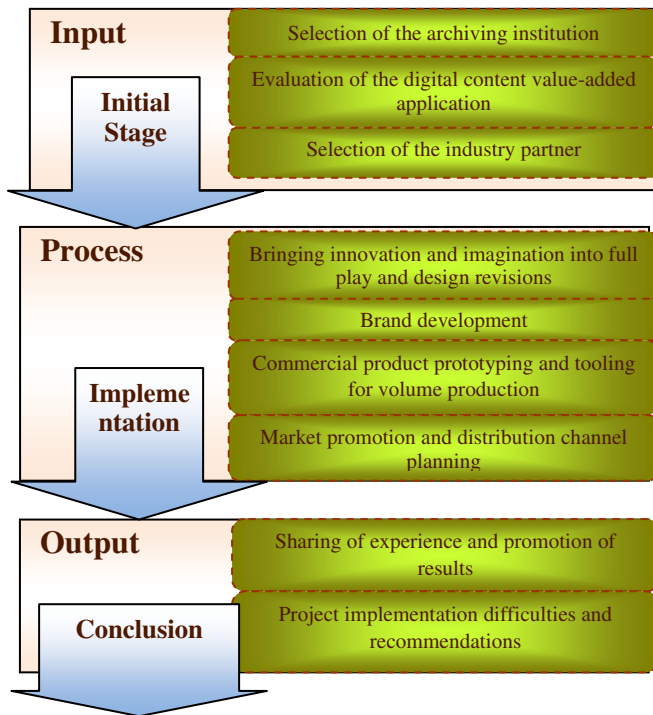 Input
Initial
Stage
Selection of the archiving institution
Evaluation of the digital content value-added
application
Selection of the industry partner
Process
Impleme
ntation
Bringing innovation and imagination into full
play and design revisions
Brand development
Commercial product prototyping and tooling
for volume production
Market promotion and distribution channel
planning
Output
Conclusion
Sharing of experience and promotion of
results
Project implementation difficulties and
recommendations